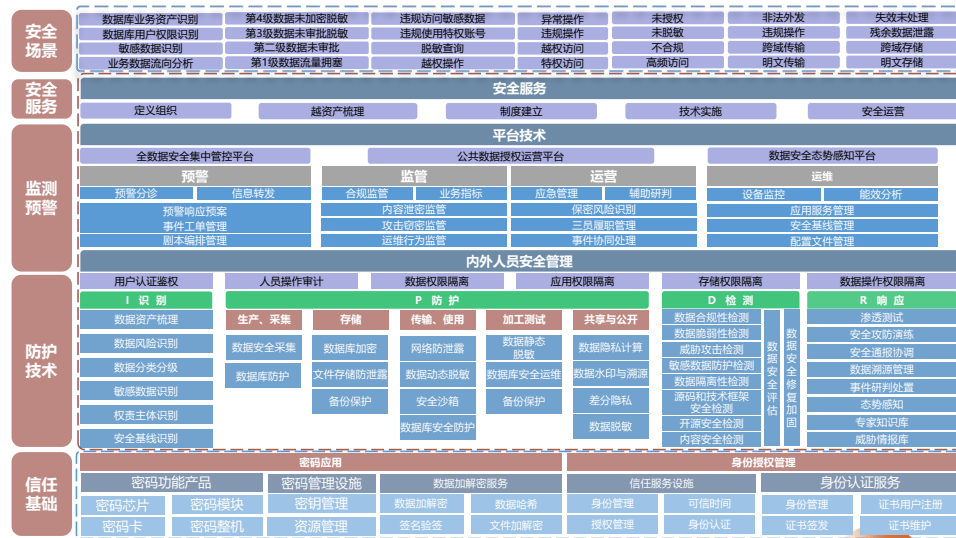 安全
场景
数据库业务资产识别
第4级数据未加密脱敏
违规访问敏感数据
异常操作
未授权
非法外发
失效未处理
数据库用户权限识别
第3级数据未审批脱敏
违规使用特权账号
违规操作
未脱敏
违规操作
残余数据泄露
敏感数据识别
第二级数据未审批
脱敏查询
越权访问
不合规
跨域传输
跨域存储
业务数据流向分析
第1级数据流量拥塞
越权操作
特权访问
高频访问
明文传输
明文存储
安全
服务
安全服务
定义组织
越资产梳理
制度建立
技术实施
安全运营
监测
预警
平台技术
全数据安全集中管控平台
公共数据授权运营平台
数据安全态势感知平台
预警
监管
运营
运维
预警分诊
信息转发
合规监管
业务指标
应急管理
辅助研判
设备监控
能效分析
预警响应预案
事件工单管理
剧本编排管理
内容泄密监管
攻击窃密监管
运维行为监管
保密风险识别
三员履职管理
事件协同处理
应用服务管理
安全基线管理
配置文件管理
内外人员安全管理
防护
技术
用户认证鉴权
人员操作审计
数据权限隔离
应用权限隔离
存储权限隔离
数据操作权限隔离
I 识 别
P 防 护
D 检 测
R 响 应
数据资产梳理
数据风险识别
数据分类分级
敏感数据识别
权责主体识别
安全基线识别
生产、采集
数据安全采集
数据库防护
存储
数据库加密
文件存储防泄露
备份保护
传输、使用
网络防泄露
数据动态脱敏
安全沙箱
数据库安全防护
加工测试
数据静态
脱敏
数据库安全运维
备份保护
共享与公开
数据隐私计算
数据水印与溯源
差分隐私
数据脱敏
数据合规性检测
数据脆弱性检测
威胁攻击检测
敏感数据防护检测
数据隔离性检测
源码和技术框架
安全检测
开源安全检测
内容安全检测
数据安全评估
数据安全修复加固
渗透测试
安全攻防演练
安全通报协调
数据溯源管理
事件研判处置
态势感知
专家知识库
威胁情报库
信任
基础
密码应用
身份授权管理
密码功能产品
密码管理设施
数据加解密服务
信任服务设施
身份认证服务
密码芯片
密码模块
密钥管理
数据加解密
数据哈希
身份管理
可信时间
身份管理
证书用户注册
密码卡
密码整机
资源管理
签名验签
文件加解密
授权管理
身份认证
证书签发
证书维护